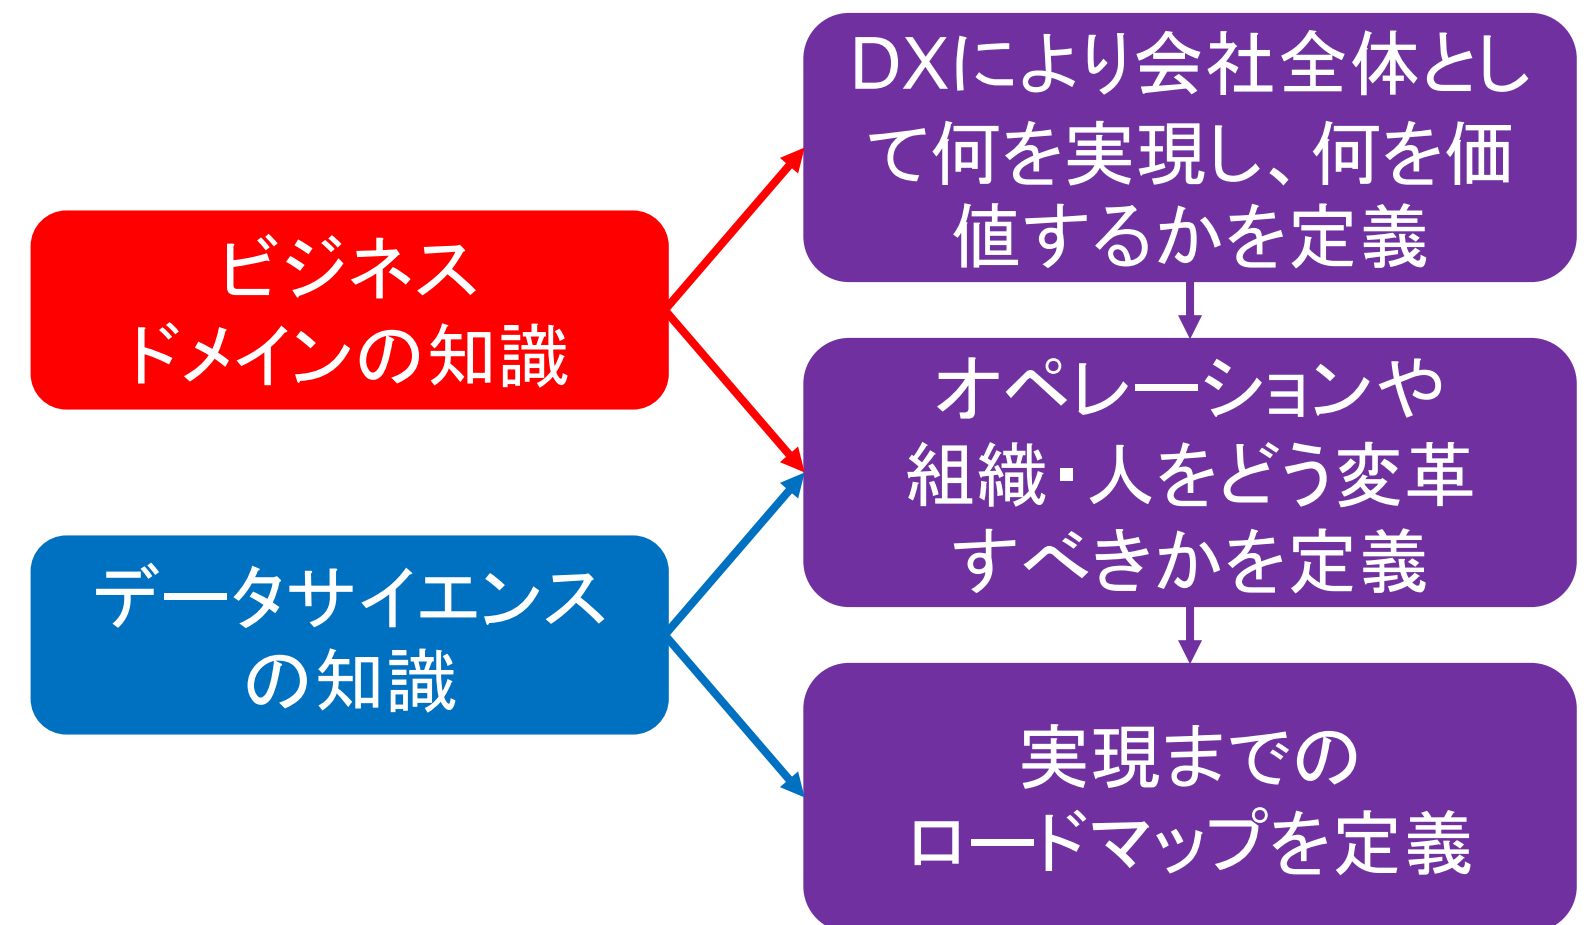 ビジネス
ドメインの知識
データサイエンス
の知識
DXにより会社全体とし
て何を実現し、何を価
値するかを定義
オペレーションや
組織・人をどう変革
すべきかを定義
実現までの
ロードマップを定義